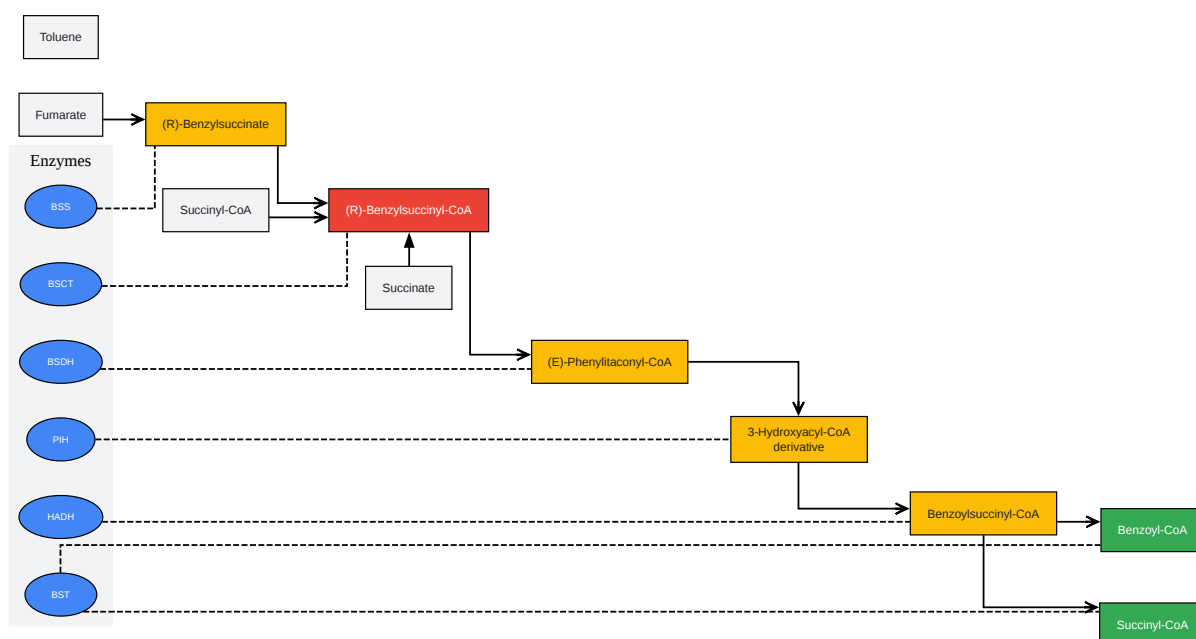 Toluene
Fumarate
(R)-Benzylsuccinate
Enzymes
BSS
Succinyl-CoA
(R)-Benzylsuccinyl-CoA
BSCT
Succinate
BSDH
(E)-Phenylitaconyl-CoA
PIH
3-Hydroxyacyl-CoA
derivative
HADH
Benzoylsuccinyl-CoA
Benzoyl-CoA
BST
Succinyl-CoA